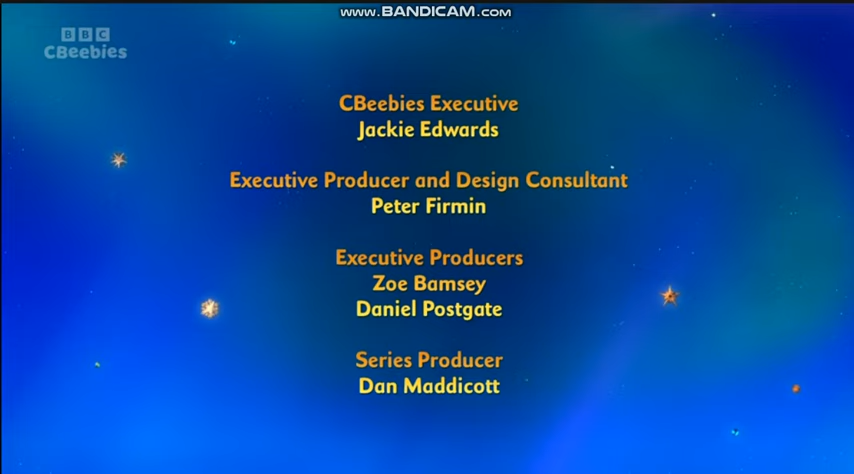 www.BANDICAM.com
BBC
CBeebies
CBeebies Executive
Jackie Edwards
Executive Producer and Design Consultant
Peter Firmin
Executive Producers
Zoe Bamsey
Daniel Postgate
Series Producer
Dan Maddicott